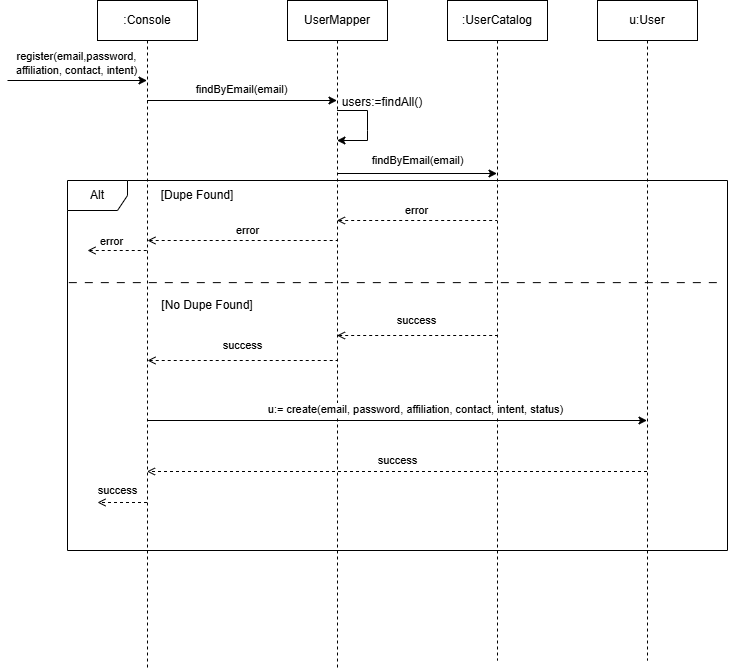 :Console
UserMapper
:UserCatalog
u:User
register(email,password,
affiliation, contact, intent)
findByEmail(email)
users:=findAll()
findByEmail(email)
Alt
[Dupe Found]
error
error
error
[No Dupe Found]
success
success
u:= create(email, password, affiliation, contact, intent, status)
success
success